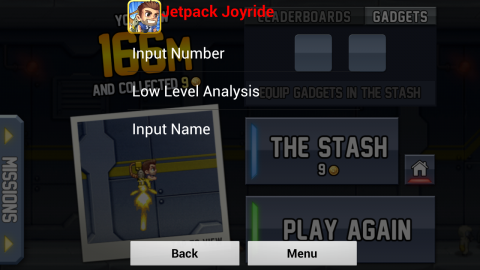 Jetpack Joyride
LEADERBOARDS
GADGETS
YO
166M
AND COLLECTED 9
Input Number
Low Level Analysis
EQUIP GADGETS IN THE STASH
Input Name
THE STASH
9
MISSIONS
PLAY AGAIN
VIEW
Back
Menu